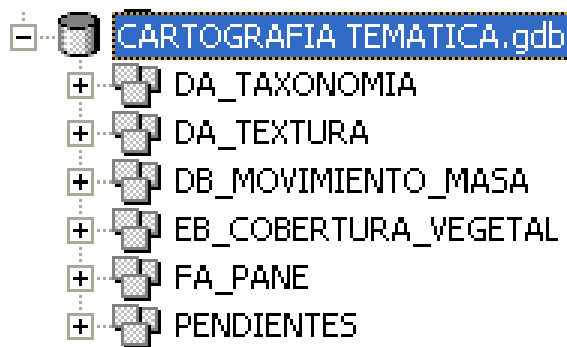 CARTOGRAFIA TEMATICA.gdb
DA_TAXONOMIA
DA_TEXTURA
DB_MOVIMIENTO_MASA
EB_COBERTURA_VEGETAL
FA_PANE
PENDIENTES